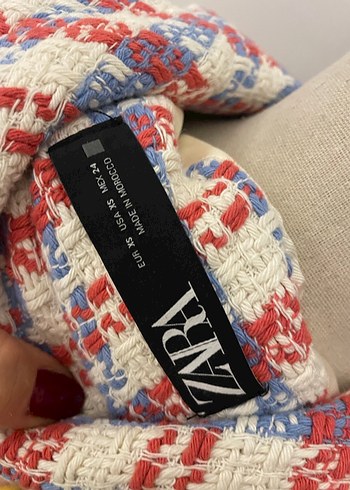 ZARA
EUR XS USA XS MEX 24
MADE IN MOROCCO